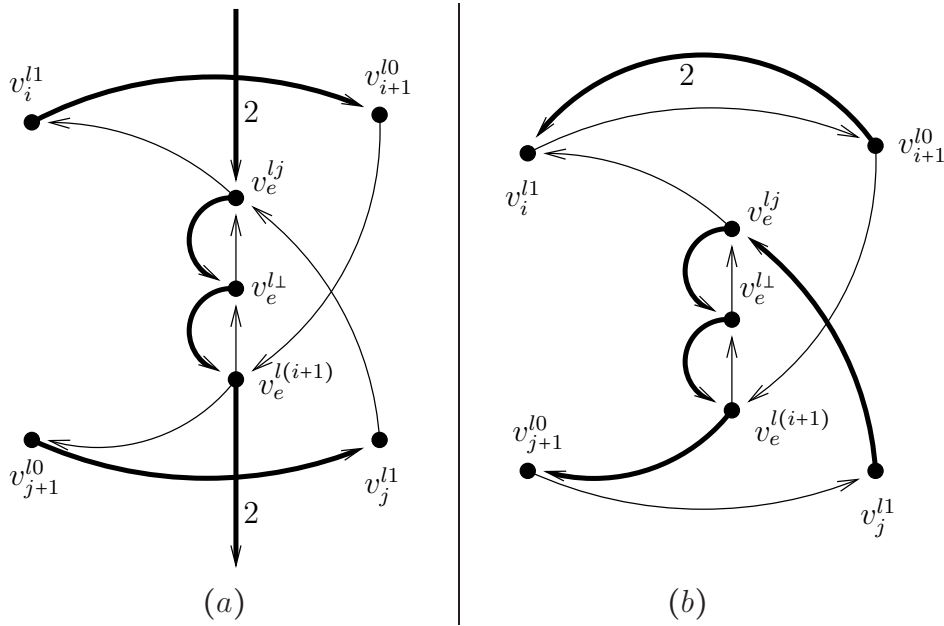 2
v_i^{l1}
v_{i+1}^{l0}
2
v_e^{lj}
v_e^{l⊥}
v_e^{l(i+1)}
v_{j+1}^{l0}
v_j^{l1}
2
(a)
2
v_i^{l1}
v_{i+1}^{l0}
v_e^{lj}
v_e^{l⊥}
v_{j+1}^{l0}
v_e^{l(i+1)}
v_j^{l1}
(b)